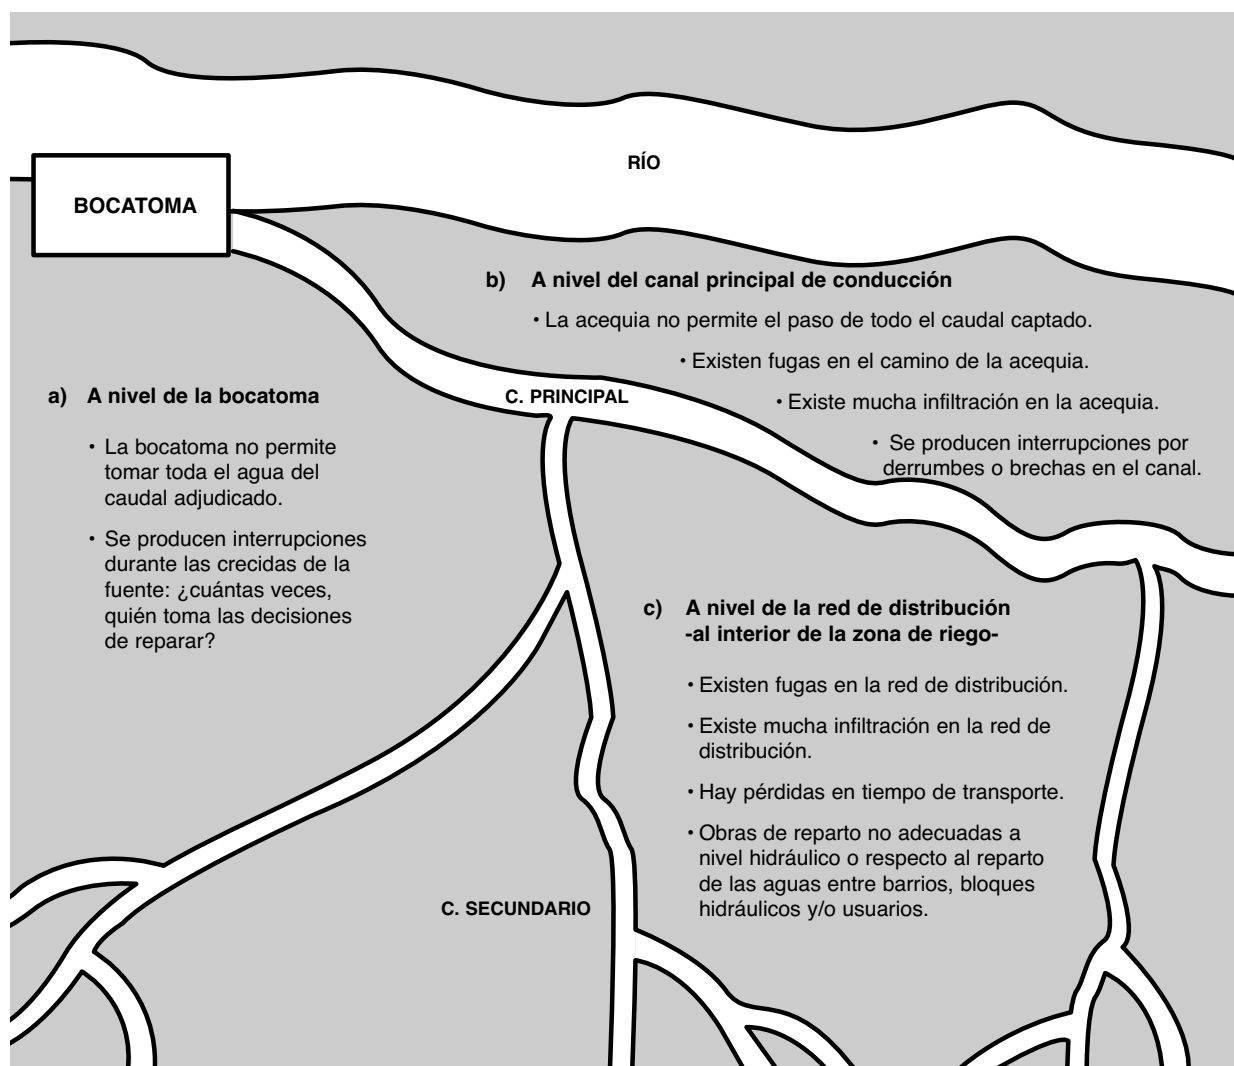 RÍO
BOCATOMA
b) A nivel del canal principal de conducción
• La acequia no permite el paso de todo el caudal captado.
• Existen fugas en el camino de la acequia.
• Existe mucha infiltración en la acequia.
• Se producen interrupciones por
derrumbes o brechas en el canal.
a) A nivel de la bocatoma
• La bocatoma no permite
tomar toda el agua del
caudal adjudicado.
• Se producen interrupciones
durante las crecidas de la
fuente: ¿cuántas veces,
quién toma las decisiones
de reparar?
C. PRINCIPAL
c) A nivel de la red de distribución
-al interior de la zona de riego-
• Existen fugas en la red de distribución.
• Existe mucha infiltración en la red de
distribución.
• Hay pérdidas en tiempo de transporte.
• Obras de reparto no adecuadas a
nivel hidráulico o respecto al reparto
de las aguas entre barrios, bloques
hidráulicos y/o usuarios.
C. SECUNDARIO